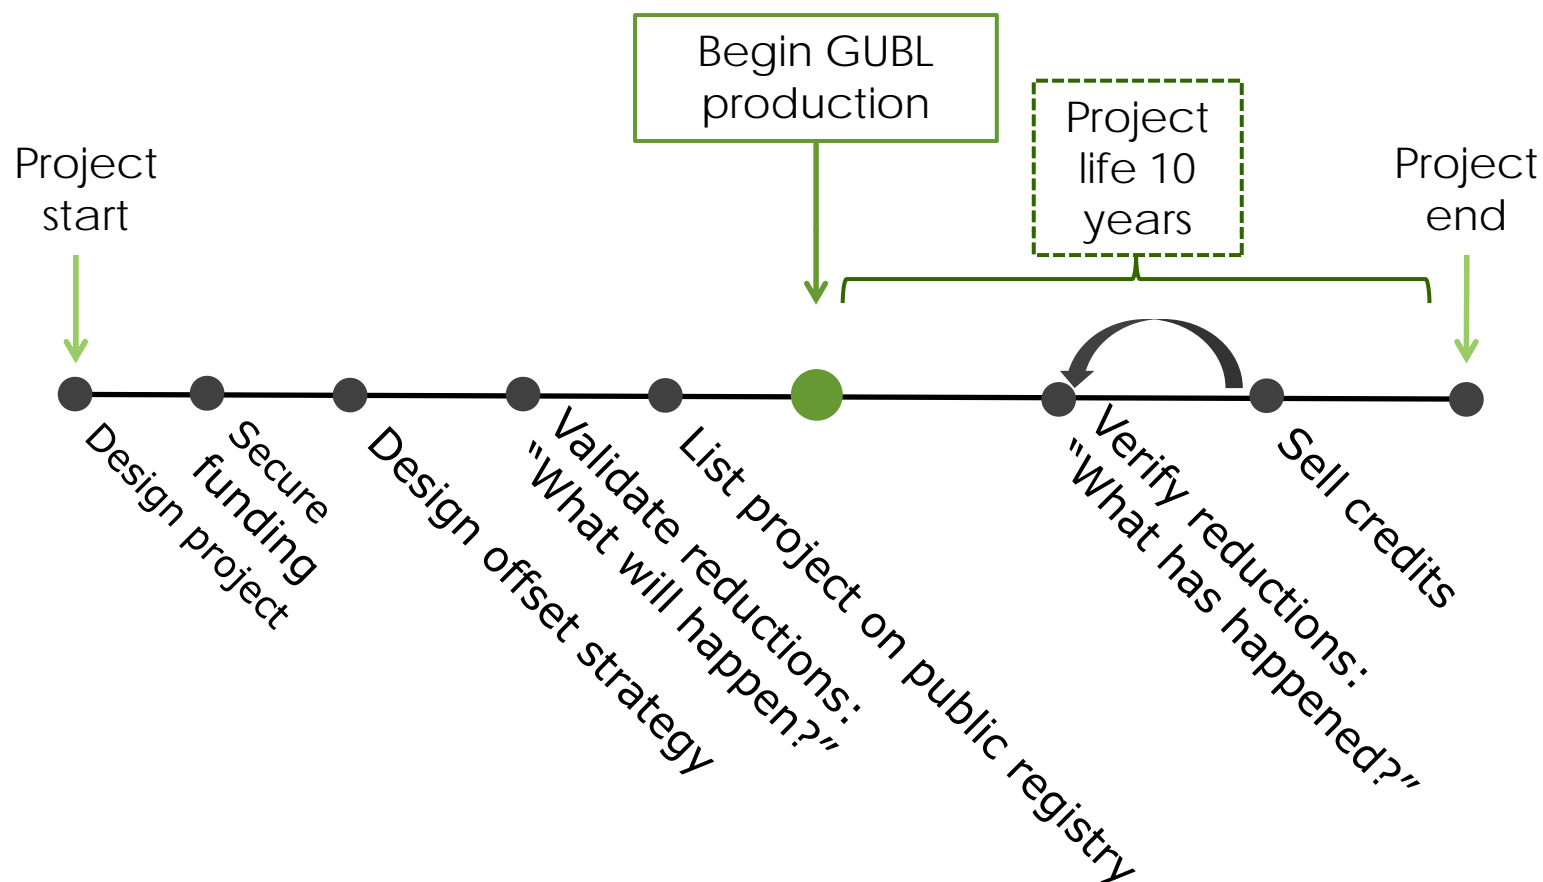 Begin GUBL
production
Project
life 10
years
Project
start
Project
end
Design project
Secure
funding
Design offset strategy
Validate reductions:
“What will happen?”
List project on public registry
Verify reductions:
“What has happened?”
Sell credits